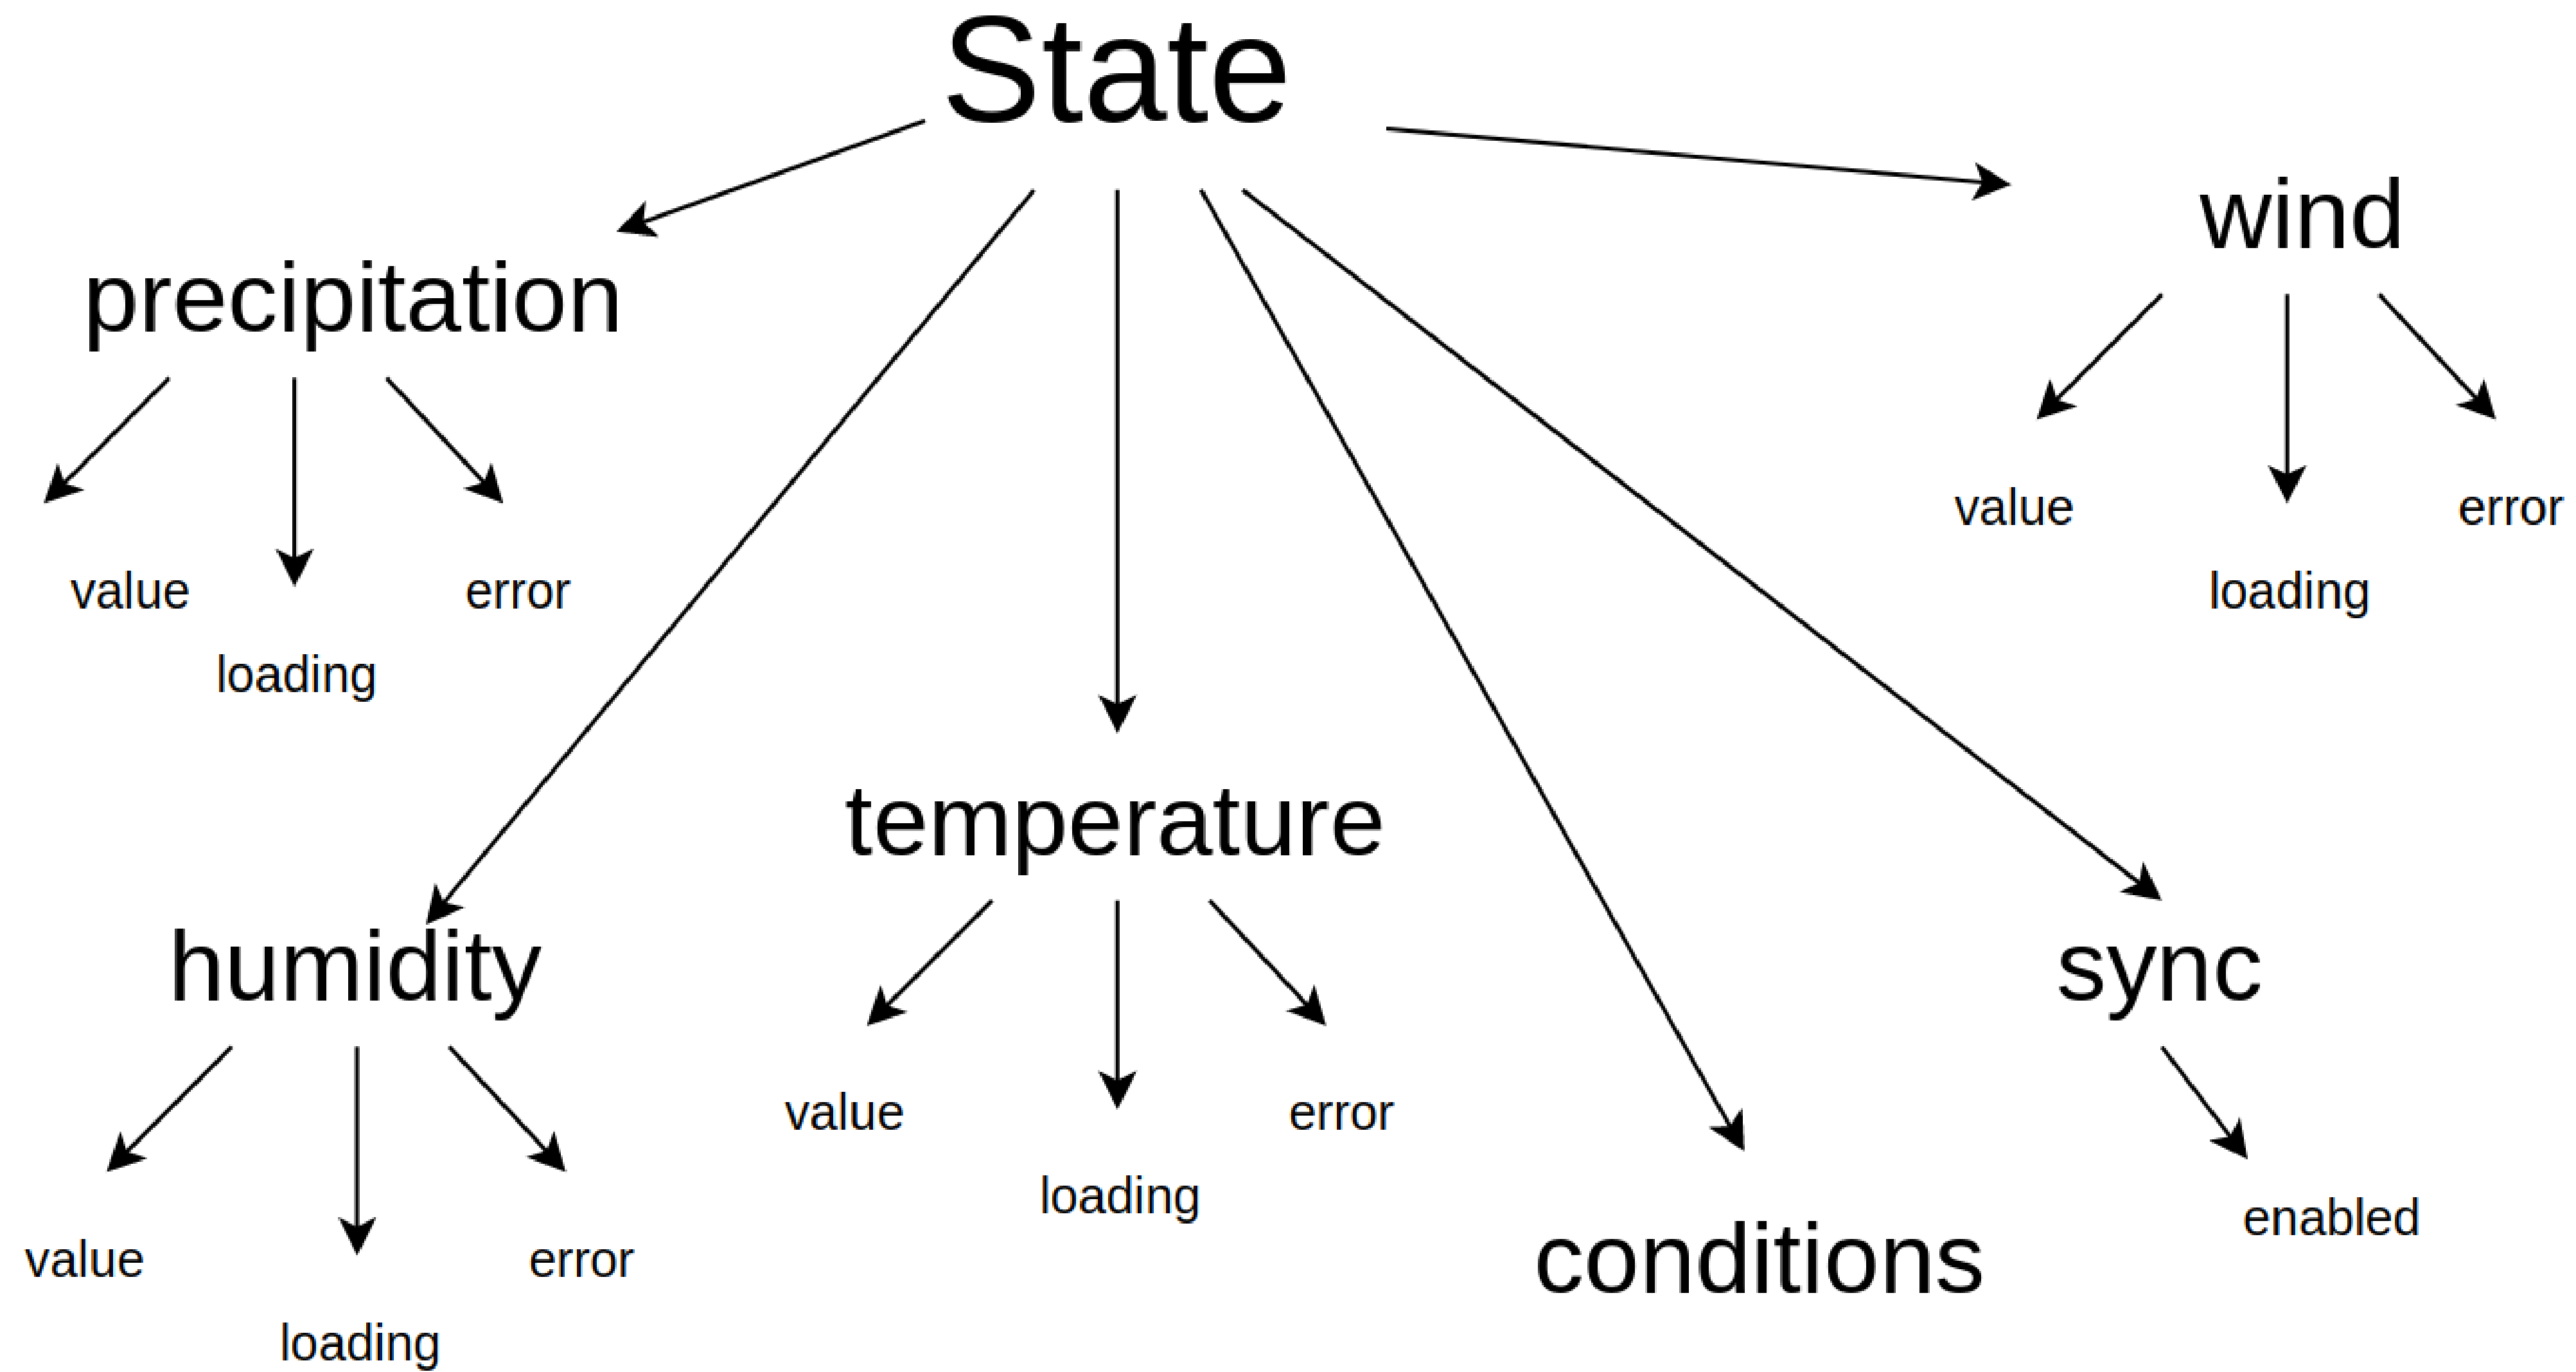 State
wind
precipitation
value
error
loading
value
error
loading
temperature
humidity
sync
value
error
loading
enabled
conditions
value
error
loading